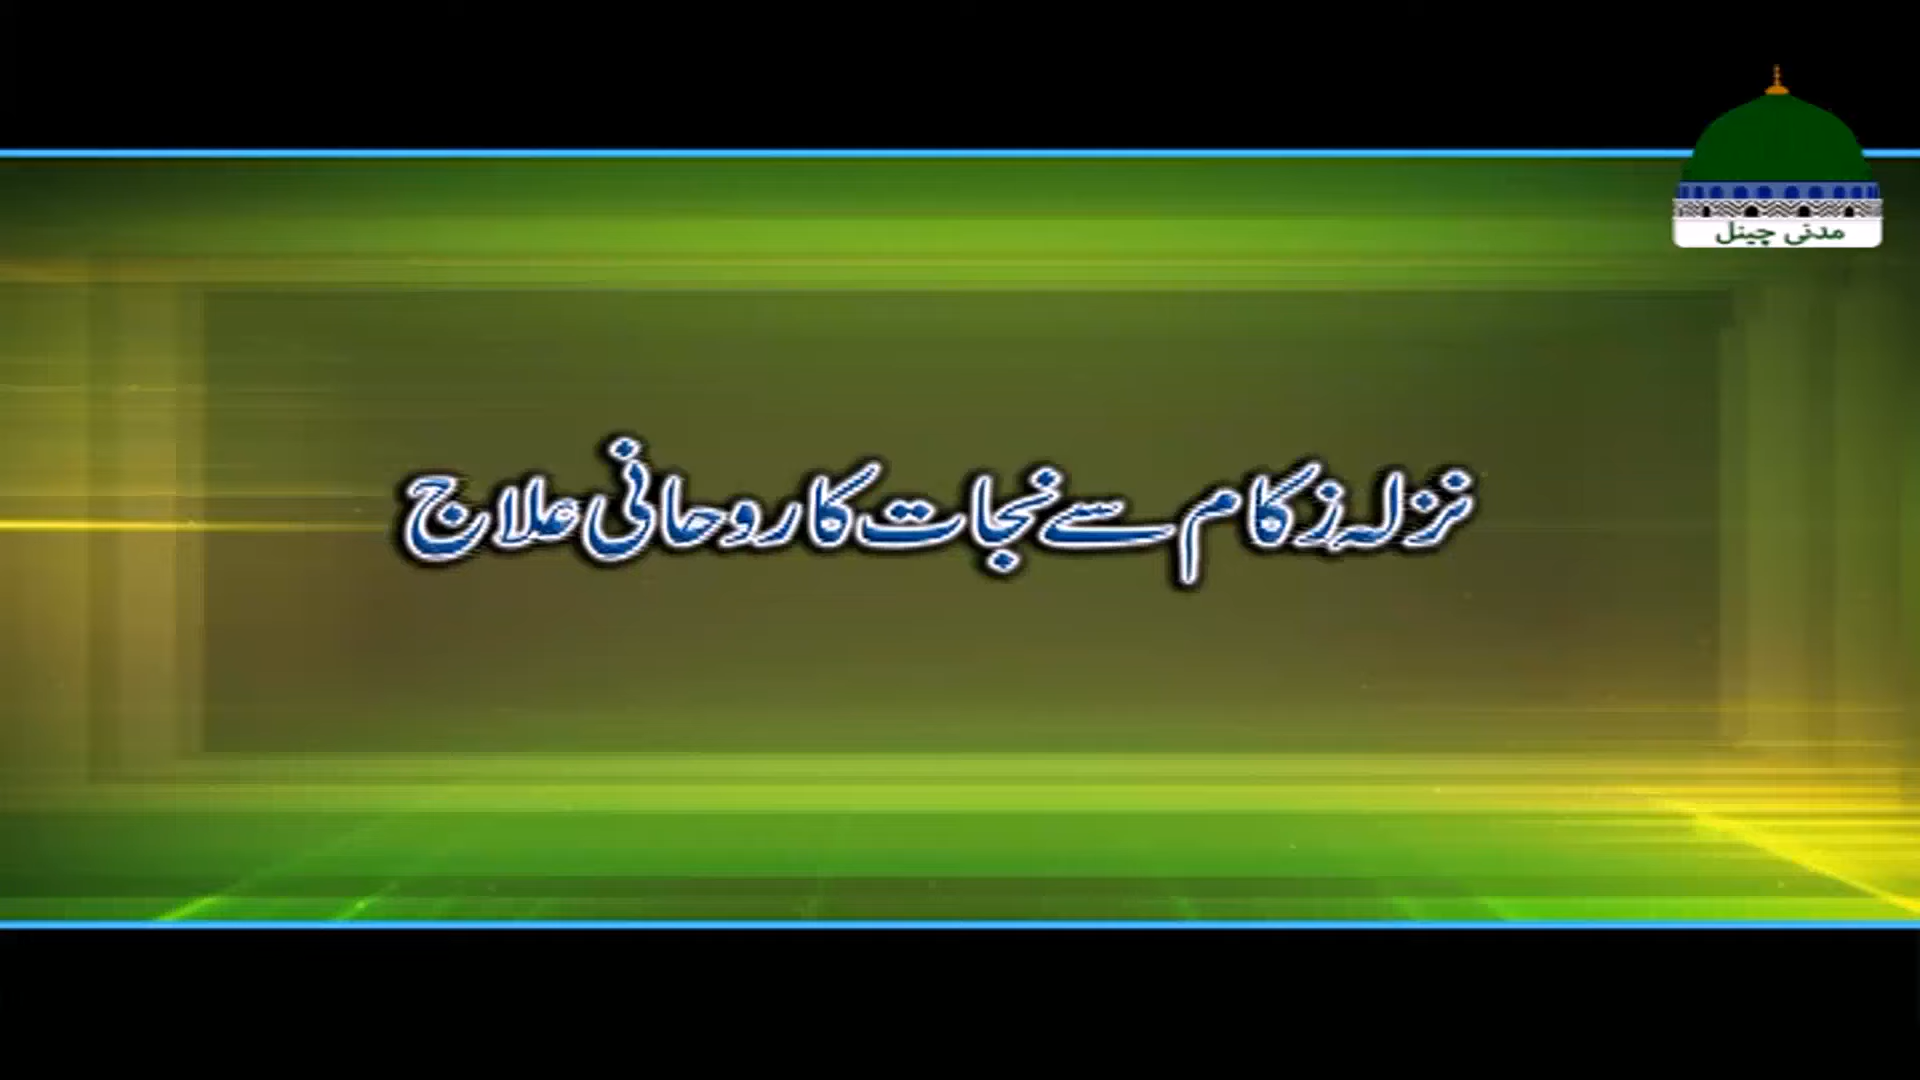 مدنی چینل
نزلہ زکام سے نجات کا روحانی علاج